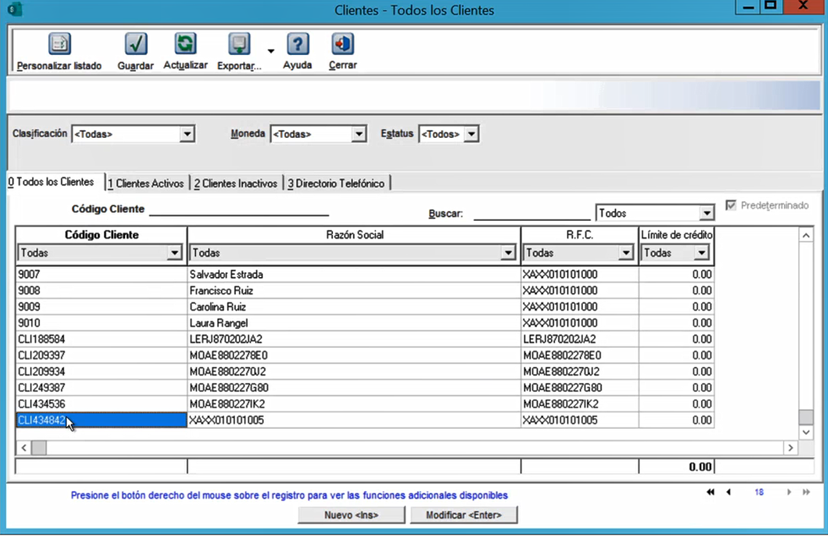 Clientes - Todos los Clientes
Personalizar listado Guardar Actualizar Exportar... Ayuda Cerrar
Clasificación <Todas> Moneda <Todas> Estatus <Todos>
0 Todos los Clientes 1 Clientes Activos 2 Clientes Inactivos 3 Directorio Telefónico
Código Cliente Buscar: Todos Predeterminado
Código Cliente Razón Social R.F.C. Límite de crédito
Todas Todas Todas Todas
9007 Salvador Estrada XAXX010101000 0.00
9008 Francisco Ruiz XAXX010101000 0.00
9009 Carolina Ruiz XAXX010101000 0.00
9010 Laura Rangel XAXX010101000 0.00
CLI188584 LERJ870202JA2 LERJ870202JA2 0.00
CLI209397 MOAE8802278E0 MOAE8802278E0 0.00
CLI209934 MOAE8802270J2 MOAE8802270J2 0.00
CLI249387 MOAE880227G80 MOAE880227G80 0.00
CLI434536 MOAE880227IK2 MOAE880227IK2 0.00
CLI434842 XAXX010101005 XAXX010101005 0.00
0.00
Presione el botón derecho del mouse sobre el registro para ver las funciones adicionales disponibles 18
Nuevo <Ins> Modificar <Enter>